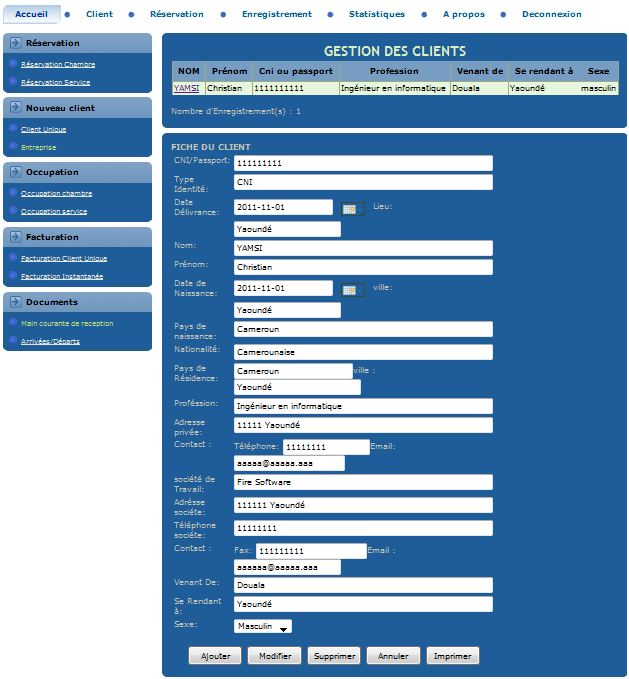 Accueil Client Réservation Enregistrement Statistiques A propos Deconnexion
Réservation
Réservation Chambre
Réservation Service
Nouveau client
Client Unique
Entreprise
Occupation
Occupation chambre
Occupation service
Facturation
Facturation Client Unique
Facturation Instantanée
Documents
Main courante de reception
Arrivées/Départs
GESTION DES CLIENTS
NOM Prénom Cni ou passport Profession Venant de Se rendant à Sexe
YAMSI Christian 1111111111 Ingénieur en informatique Douala Yaoundé masculin
Nombre d'Enregistrement(s) : 1
FICHE DU CLIENT
CNI/Passport: 111111111
Type Identité: CNI
Date Délivrance: 2011-11-01 Lieu:
Yaoundé
Nom: YAMSI
Prénom: Christian
Date de Naissance: 2011-11-01 ville:
Yaoundé
Pays de naissance: Cameroun
Nationalité: Camerounaise
Pays de Résidence: Cameroun ville :
Yaoundé
Proféssion: Ingénieur en informatique
Adresse privée: 11111 Yaoundé
Contact : Téléphone: 11111111 Email:
aaaaa@aaaaa.aaa
société de Travail: Fire Software
Adrésse sociéte: 111111 Yaoundé
Téléphone sociéte: 11111111
Contact : Fax: 111111111 Email :
aaaaaa@aaaaa.aaa
Venant De: Douala
Se Rendant à: Yaoundé
Sexe: Masculin
Ajouter Modifier Supprimer Annuler Imprimer